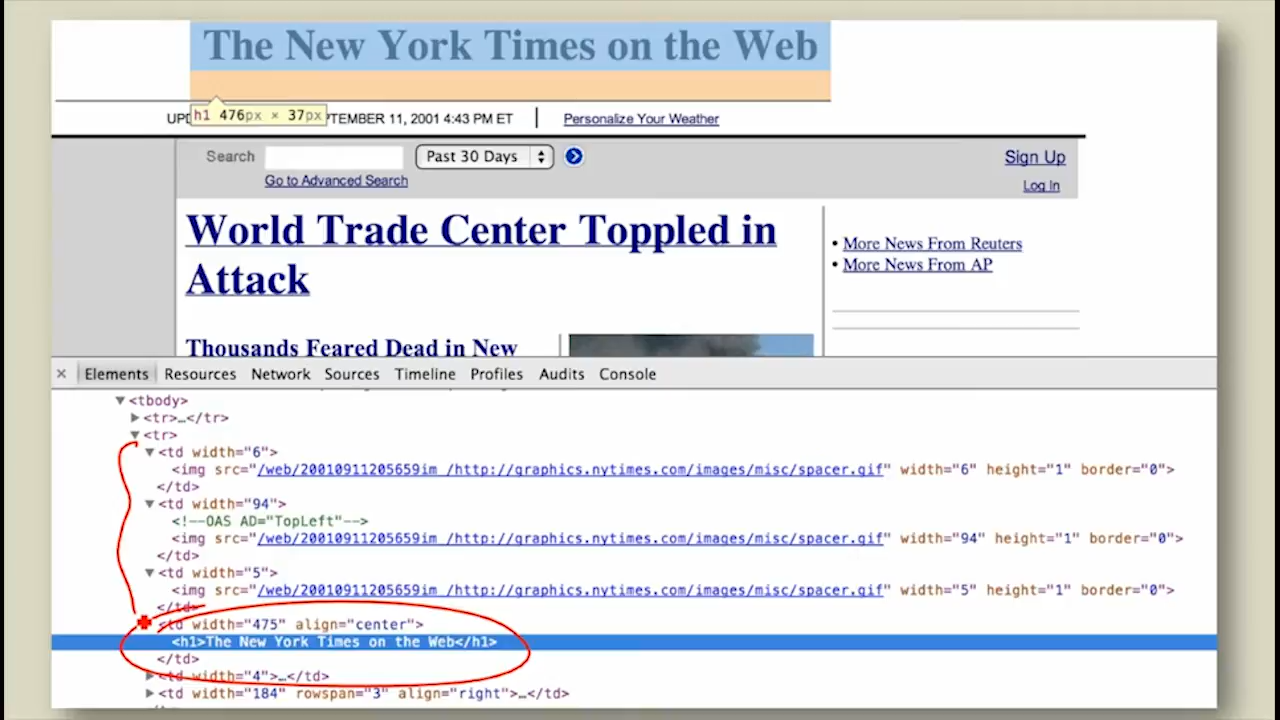 The New York Times on the Web
h1 476px × 37px
TEMBER 11, 2001 4:43 PM ET
Personalize Your Weather
Search
Past 30 Days
Sign Up
Go to Advanced Search
Log In
World Trade Center Toppled in
Attack
• More News From Reuters
• More News From AP
Thousands Feared Dead in New
× Elements Resources Network Sources Timeline Profiles Audits Console
▼<tbody>
▶<tr>…</tr>
▼<tr>
▼<td width="6">
<img src="/web/20010911205659im_/http://graphics.nytimes.com/images/misc/spacer.gif" width="6" height="1" border="0">
</td>
▼<td width="94">
<!--OAS AD="TopLeft"-->
<img src="/web/20010911205659im_/http://graphics.nytimes.com/images/misc/spacer.gif" width="94" height="1" border="0">
</td>
▼<td width="5">
<img src="/web/20010911205659im_/http://graphics.nytimes.com/images/misc/spacer.gif" width="5" height="1" border="0">
</td>
<td width="475" align="center">
<h1>The New York Times on the Web</h1>
</td>
▶<td width="4">…</td>
▶<td width="184" rowspan="3" align="right">…</td>